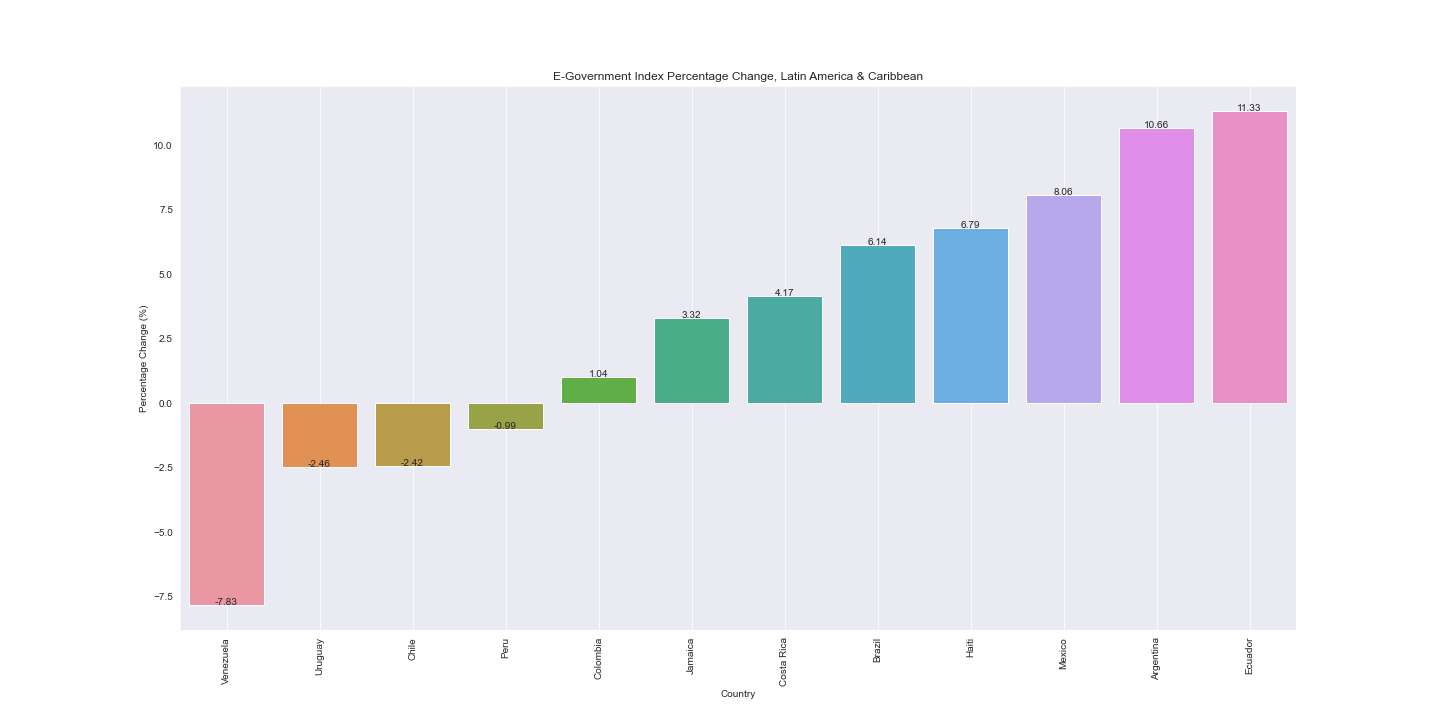 E-Government Index Percentage Change, Latin America & Caribbean
Percentage Change (%)
10.0
7.5
5.0
2.5
0.0
−2.5
−5.0
−7.5
-7.83
-2.46
-2.42
-0.99
1.04
3.32
4.17
6.14
6.79
8.06
10.66
11.33
Venezuela
Uruguay
Chile
Peru
Colombia
Jamaica
Costa Rica
Brazil
Haiti
Mexico
Argentina
Ecuador
Country